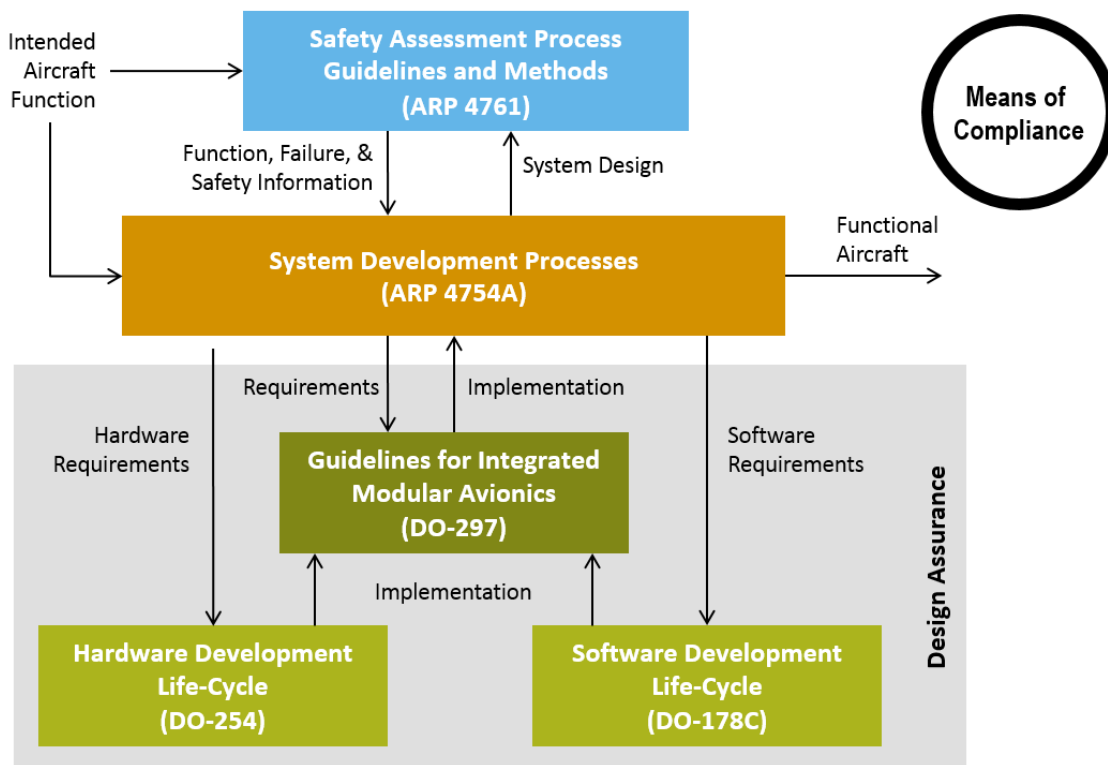 Intended
Aircraft
Function
Safety Assessment Process
Guidelines and Methods
(ARP 4761)
Means of
Compliance
Function, Failure, &
Safety Information
System Design
System Development Processes
(ARP 4754A)
Functional
Aircraft
Requirements
Implementation
Hardware
Requirements
Software
Requirements
Guidelines for Integrated
Modular Avionics
(DO-297)
Implementation
Design Assurance
Hardware Development
Life-Cycle
(DO-254)
Software Development
Life-Cycle
(DO-178C)